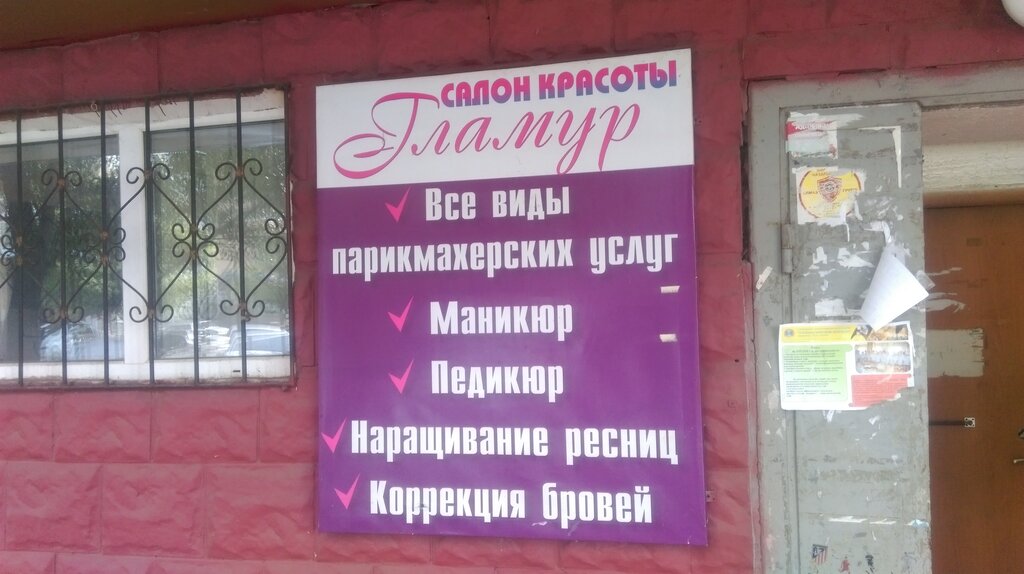 САЛОН КРАСОТЫ
Гламур
Все виды
парикмахерских услуг
Маникюр
Педикюр
Наращивание ресниц
Коррекция бровей